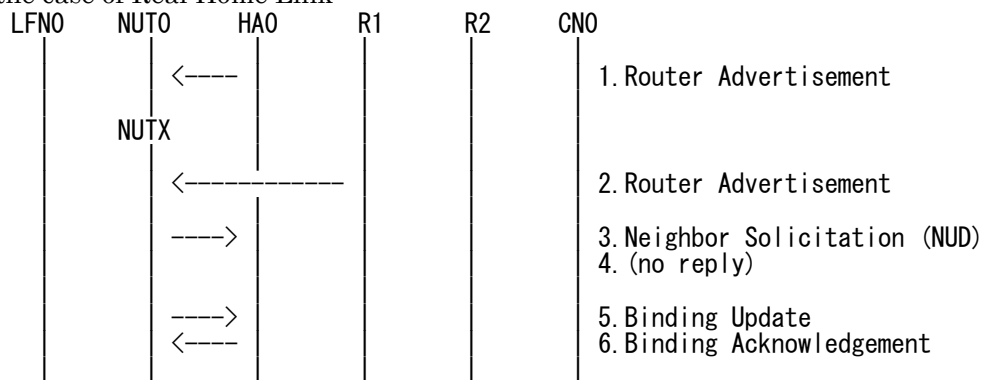 the case of Real Home Link
LFN0 NUT0 HA0 R1 R2 CN0
<---- 1.Router Advertisement
NUTX
<------------- 2.Router Advertisement
----> 3.Neighbor Solicitation (NUD)
4.(no reply)
----> 5.Binding Update
<---- 6.Binding Acknowledgement